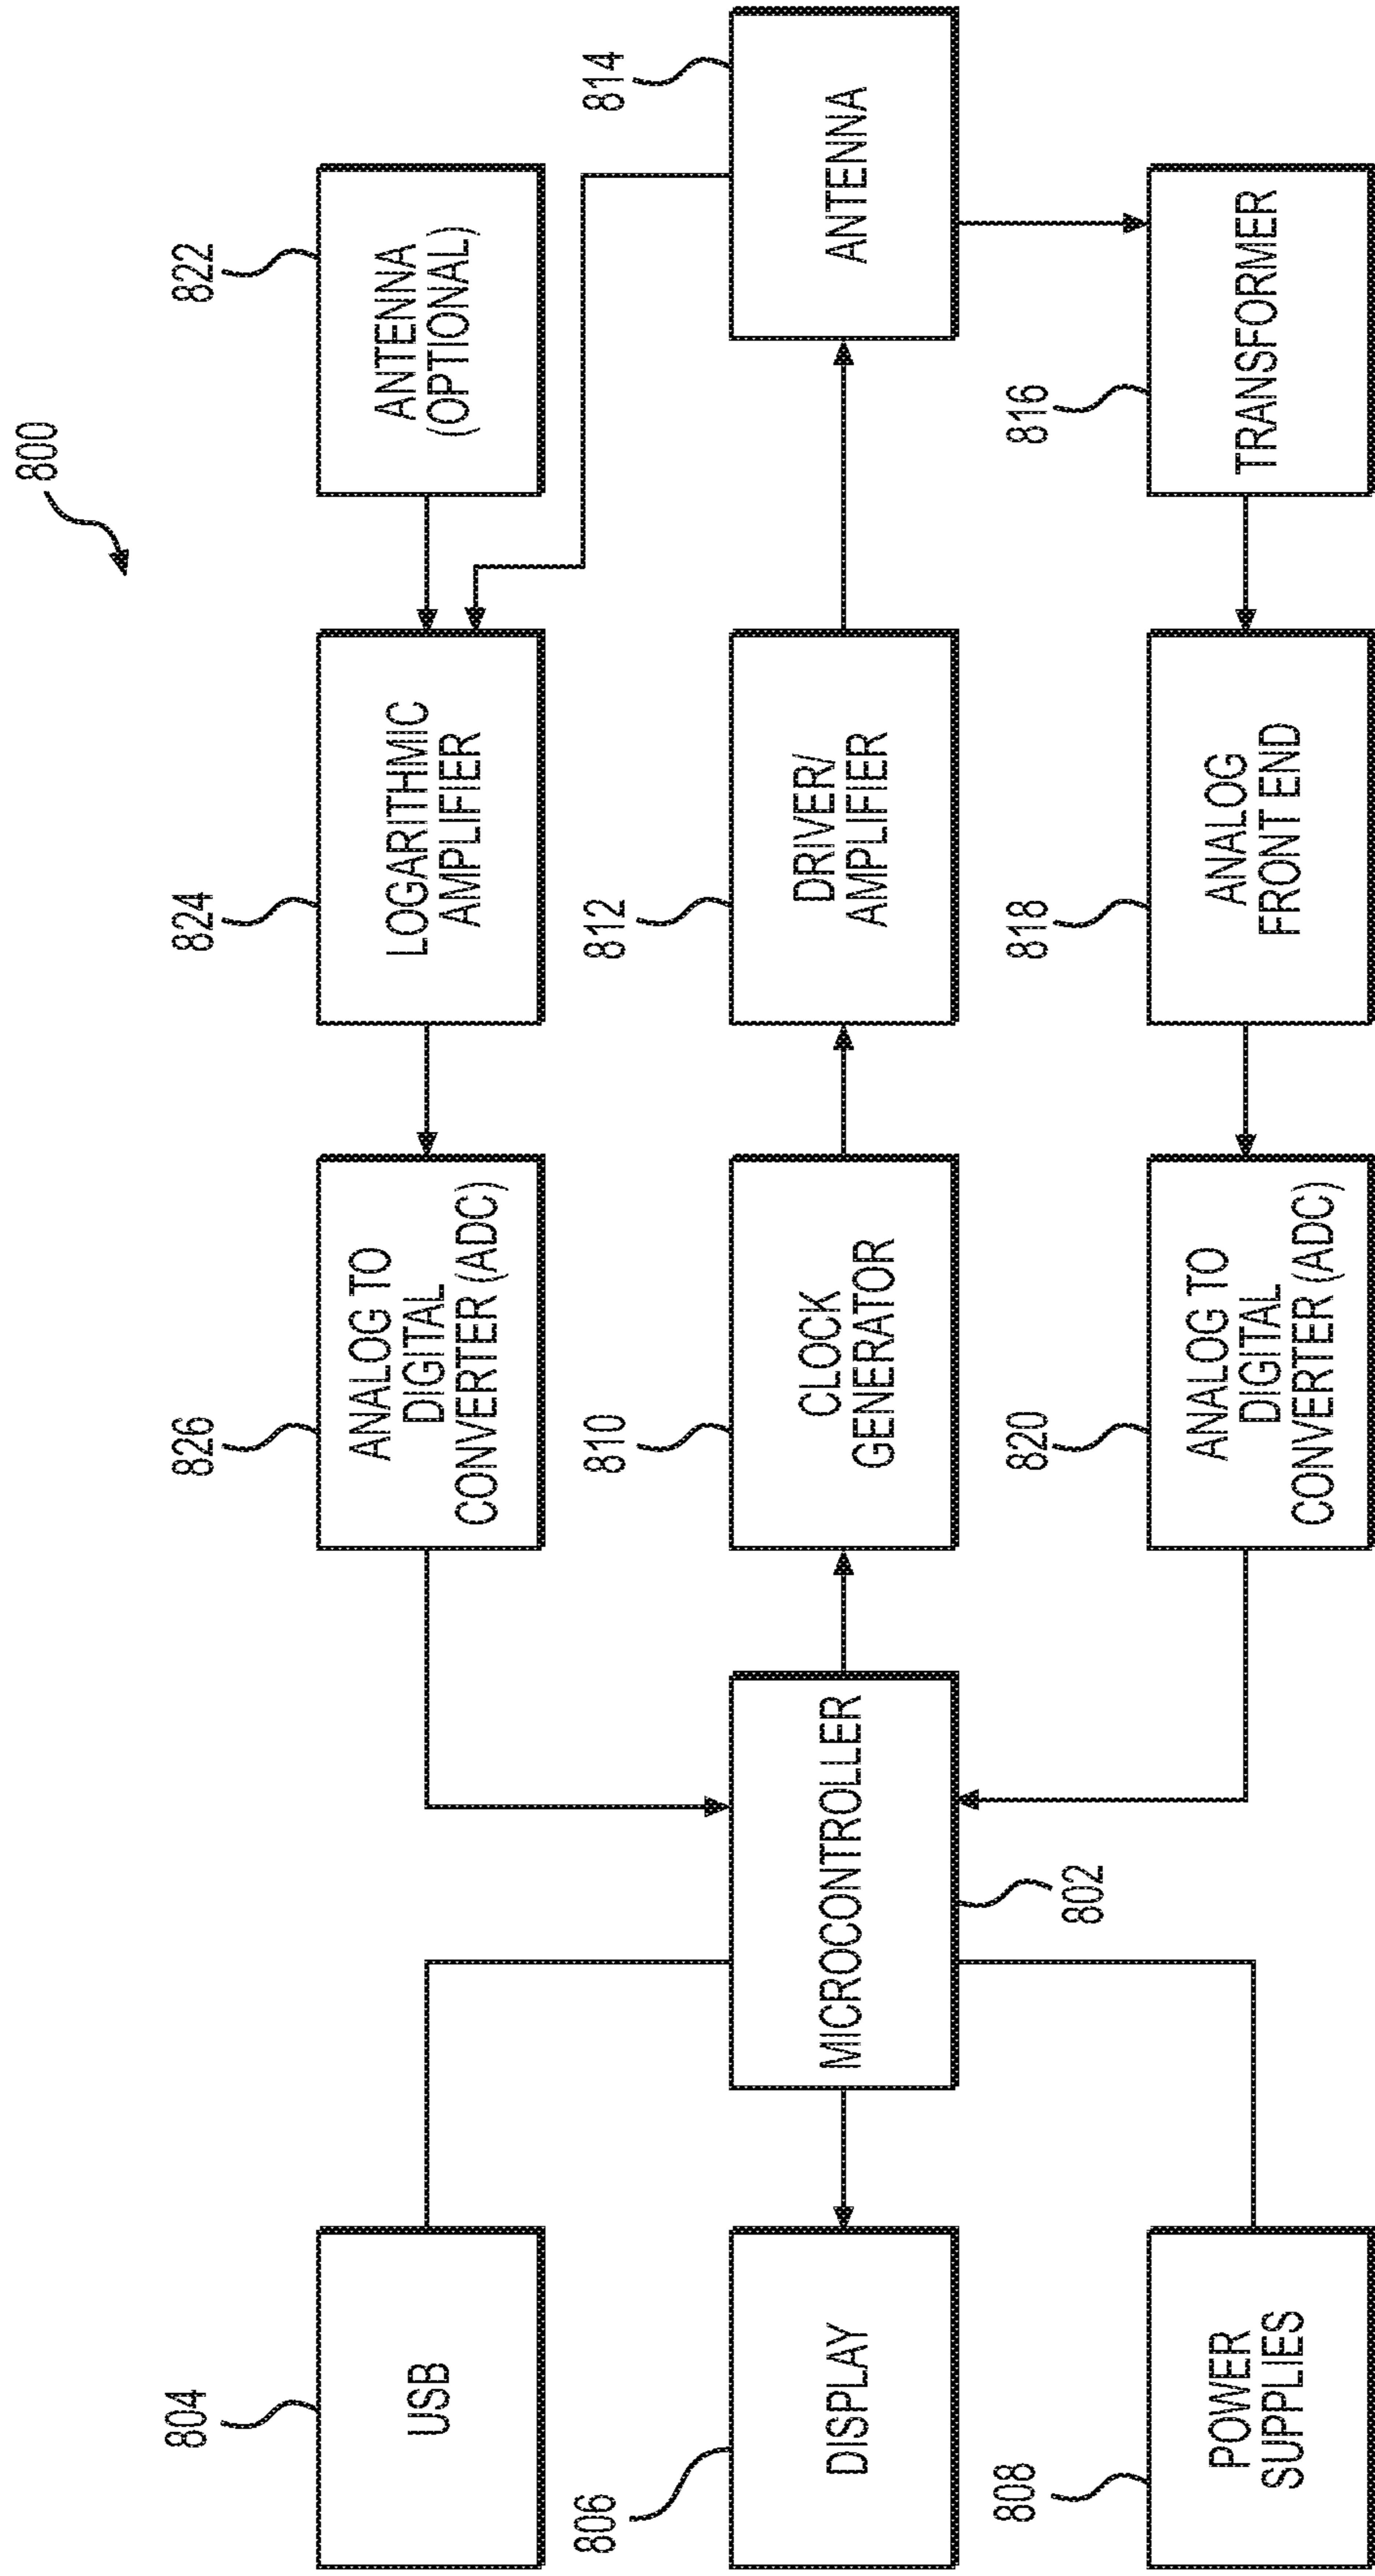 800
804
USB
826
ANALOG TO
DIGITAL
CONVERTER (ADC)
824
LOGARITHMIC
AMPLIFIER
822
ANTENNA
(OPTIONAL)
806
DISPLAY
MICROCONTROLLER
802
810
CLOCK
GENERATOR
812
DRIVER/
AMPLIFIER
814
ANTENNA
808
POWER
SUPPLIES
820
ANALOG TO
DIGITAL
CONVERTER (ADC)
818
ANALOG
FRONT END
816
TRANSFORMER